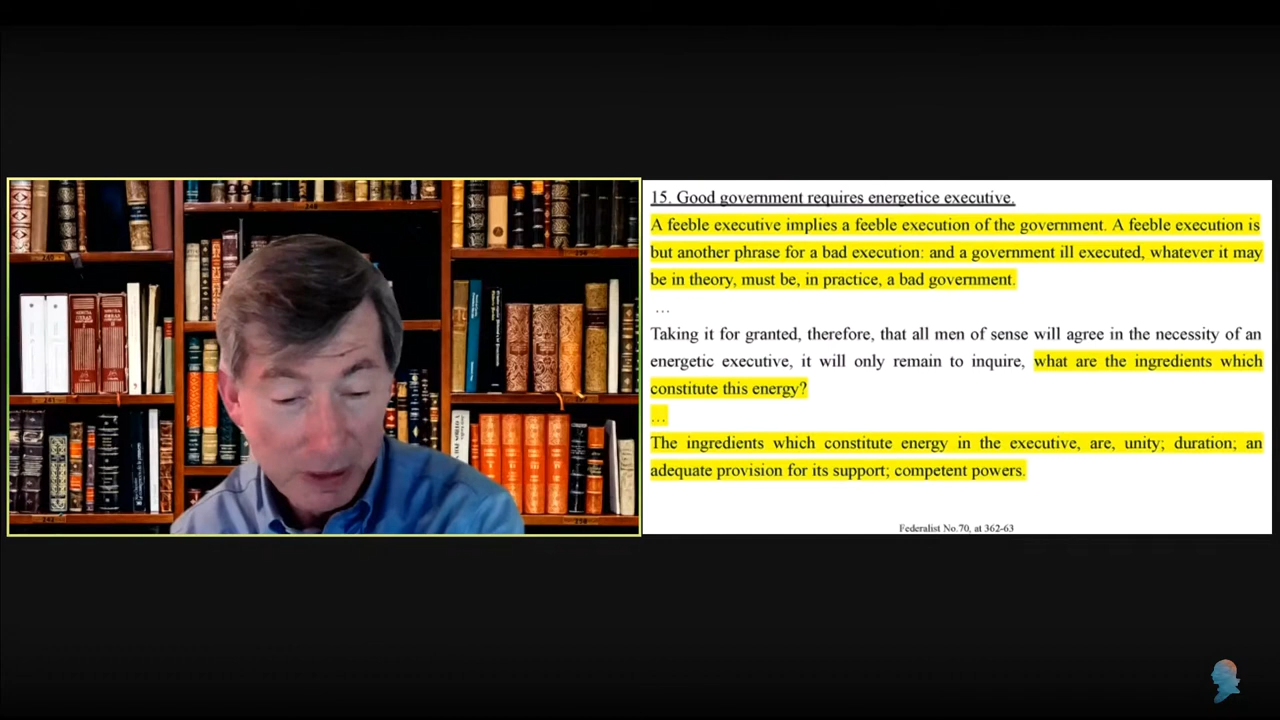 15. Good government requires energetice executive.
A feeble executive implies a feeble execution of the government. A feeble execution is
but another phrase for a bad execution: and a government ill executed, whatever it may
be in theory, must be, in practice, a bad government.
…
Taking it for granted, therefore, that all men of sense will agree in the necessity of an
energetic executive, it will only remain to inquire, what are the ingredients which
constitute this energy?
…
The ingredients which constitute energy in the executive, are, unity; duration; an
adequate provision for its support; competent powers.
Federalist No.70, at 362-63
240
241
242